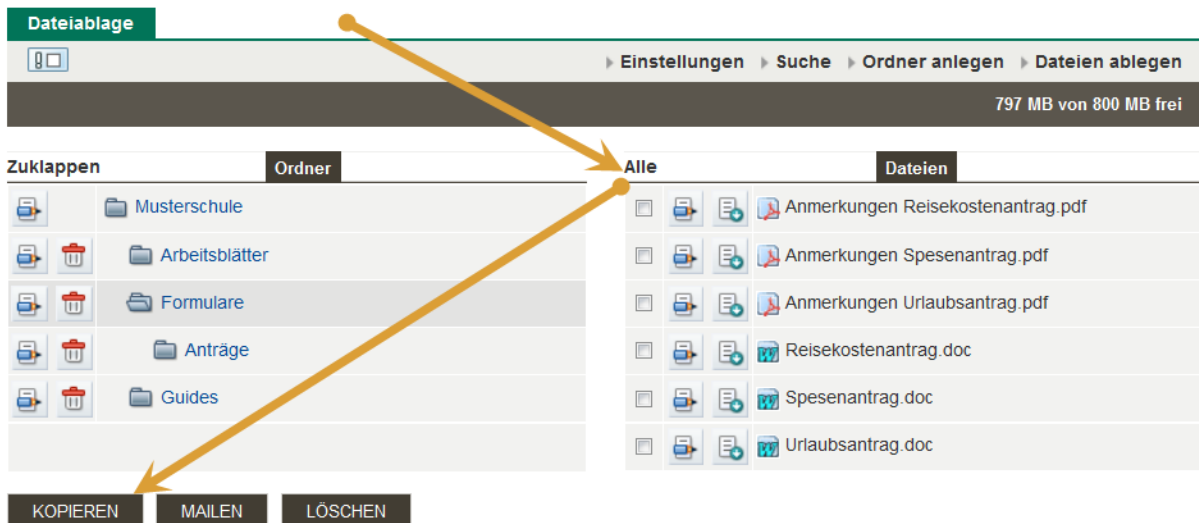 Dateiablage
Einstellungen Suche Ordner anlegen Dateien ablegen
797 MB von 800 MB frei
Zuklappen Ordner
Musterschule
Arbeitsblätter
Formulare
Anträge
Guides
Alle Dateien
Anmerkungen Reisekostenantrag.pdf
Anmerkungen Spesenantrag.pdf
Anmerkungen Urlaubsantrag.pdf
Reisekostenantrag.doc
Spesenantrag.doc
Urlaubsantrag.doc
KOPIEREN MAILEN LÖSCHEN